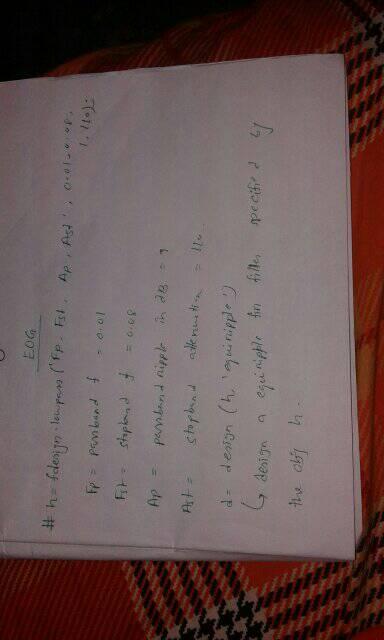 EOG
# h = fdesign.lowpass ('Fp, Fst, Ap, Ast', 0.01, 0.08,
1, 110);
Fp = passband f = 0.01
Fst = stopband f = 0.08
Ap = passband ripple in dB = 1
Ast = stopband attenuation = 110.
d = design (h, 'equiripple')
↳ design a equiripple fir filter specified by
the obj h.